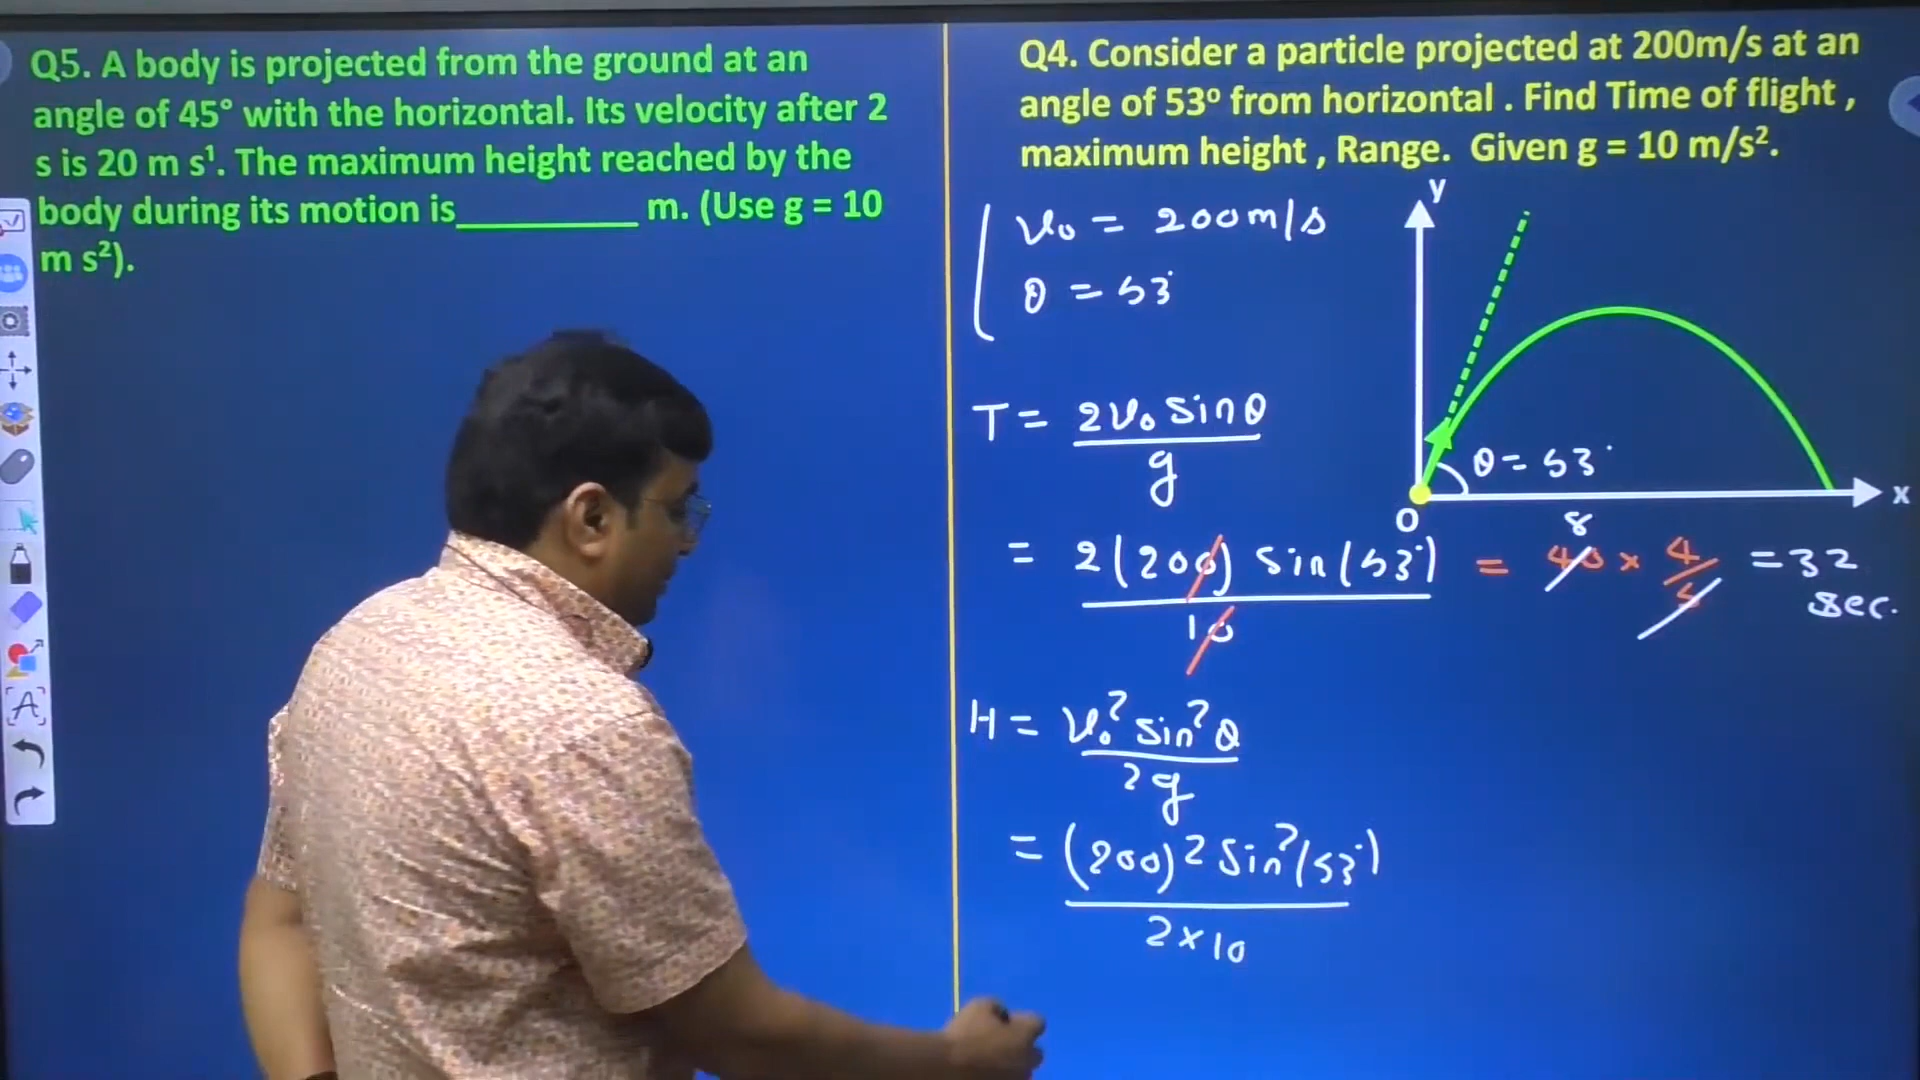 Q5. A body is projected from the ground at an
angle of 45° with the horizontal. Its velocity after 2
s is 20 m s¹. The maximum height reached by the
body during its motion is__________ m. (Use g = 10
m s²).
Q4. Consider a particle projected at 200m/s at an
angle of 53º from horizontal . Find Time of flight ,
maximum height , Range. Given g = 10 m/s².
v₀ = 200m/s
θ = 53°
y
T = 2v₀ sinθ
g
θ = 53°
x
O
8
= 2(200) sin(53°) = 40 × 4 = 32
10 5 sec.
H = v₀² sin²θ
2g
= (200)² sin²(53°)
2×10
A